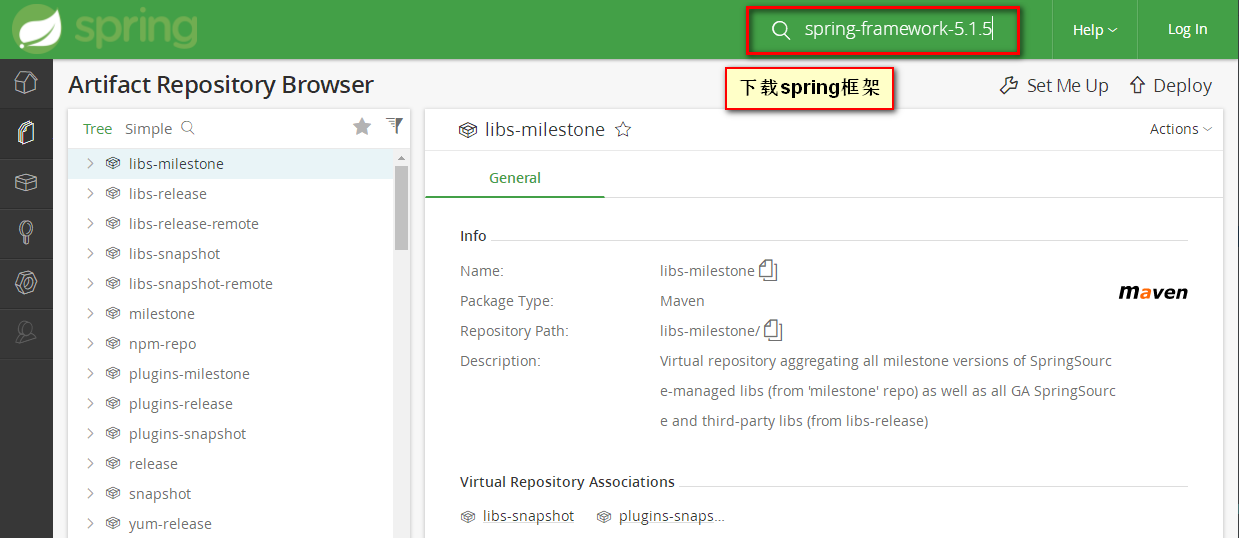 spring
spring-framework-5.1.5
Help
Log In
下载spring框架
Artifact Repository Browser
Set Me Up
Deploy
Tree
Simple
libs-milestone
libs-release
libs-release-remote
libs-snapshot
libs-snapshot-remote
milestone
npm-repo
plugins-milestone
plugins-release
plugins-snapshot
release
snapshot
yum-release
libs-milestone
Actions
General
Info
Name:
libs-milestone
Package Type:
Maven
Repository Path:
libs-milestone/
Description:
Virtual repository aggregating all milestone versions of SpringSourc
e-managed libs (from 'milestone' repo) as well as all GA SpringSourc
e and third-party libs (from libs-release)
maven
Virtual Repository Associations
libs-snapshot
plugins-snaps...